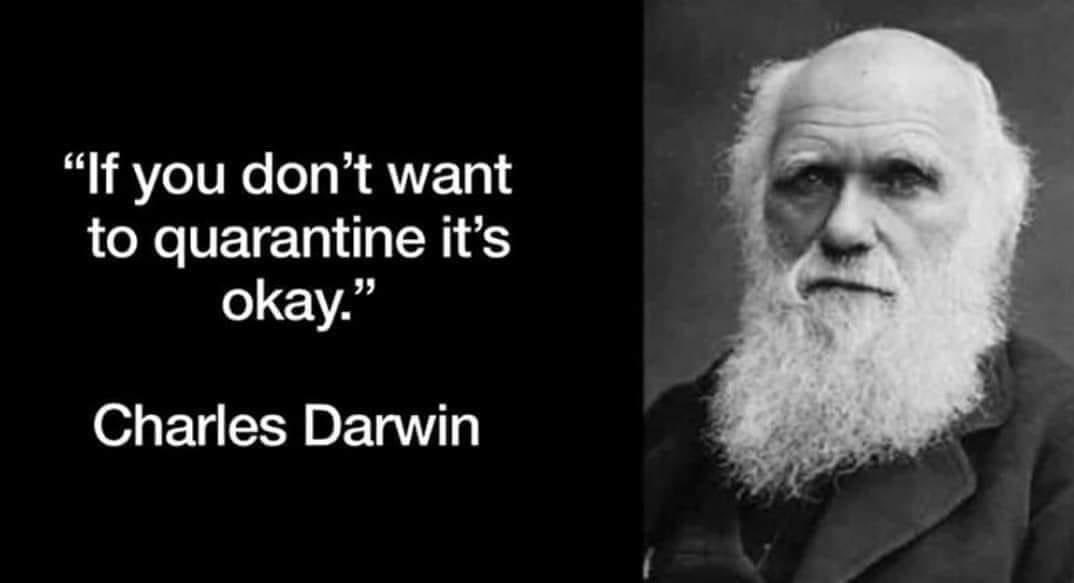 “If you don’t want
to quarantine it’s
okay.”
Charles Darwin